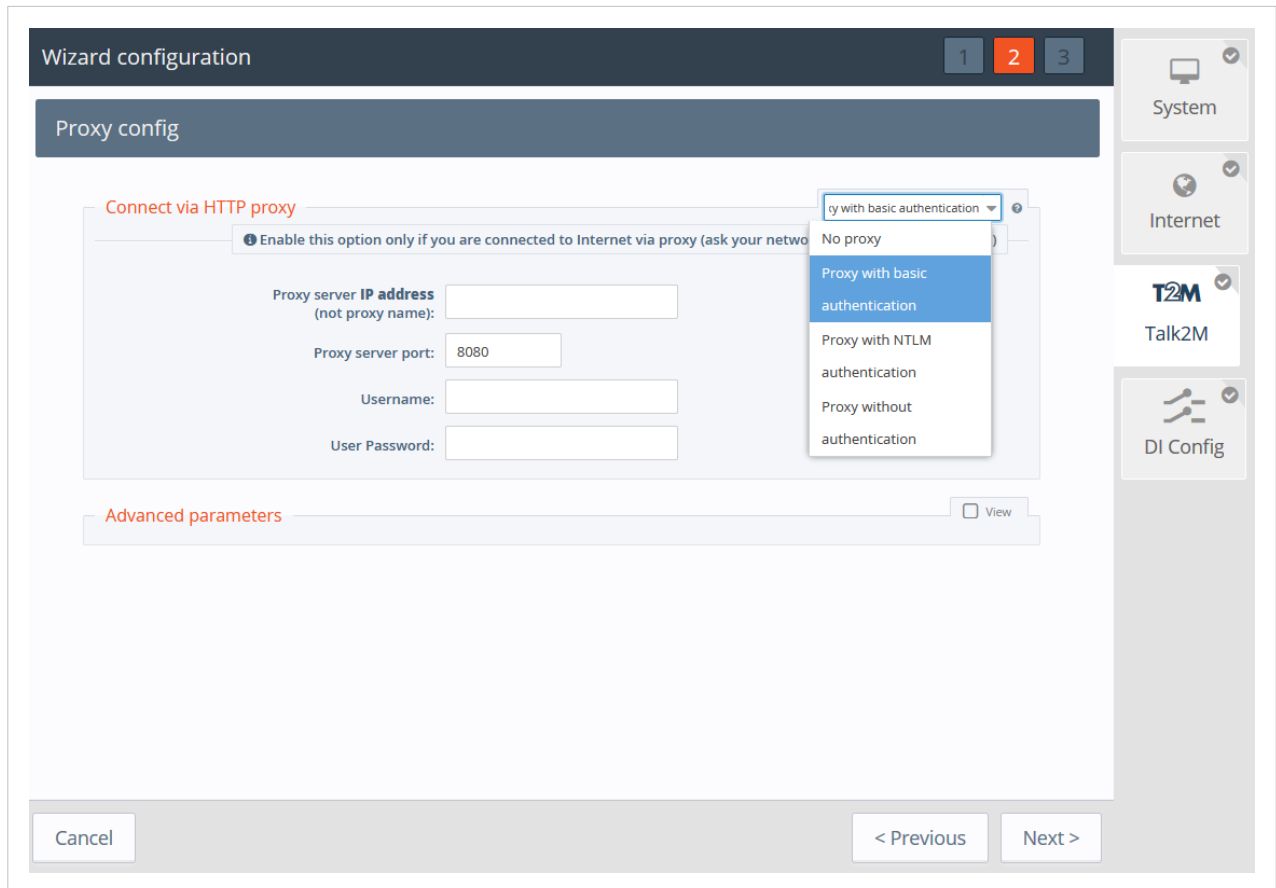 Wizard configuration
1 2 3
Proxy config
Connect via HTTP proxy
y with basic authentication
Enable this option only if you are connected to Internet via proxy (ask your netwo
)
No proxy
Proxy with basic
authentication
Proxy with NTLM
authentication
Proxy without
authentication
Proxy server IP address
(not proxy name):
Proxy server port: 8080
Username:
User Password:
Advanced parameters
View
Cancel
< Previous
Next >
System
Internet
T2M
Talk2M
DI Config